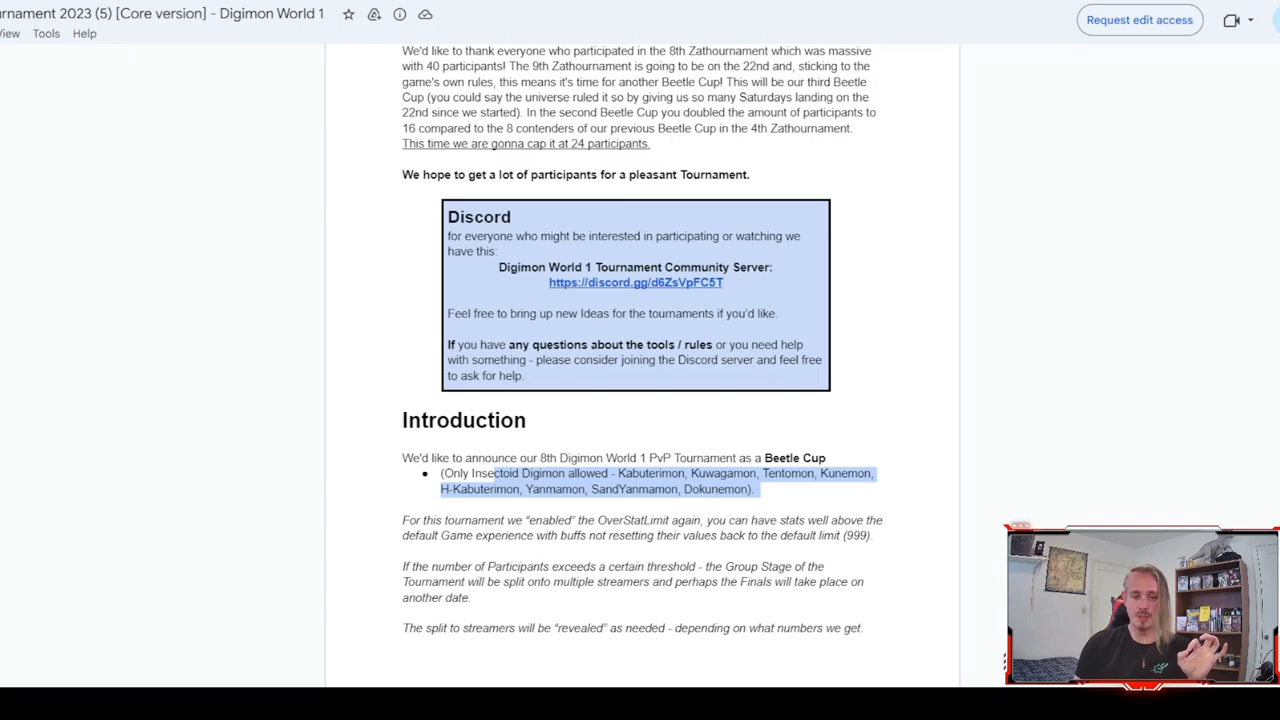 urnament 2023 (5) [Core version] - Digimon World 1
Request edit access
View Tools Help
We'd like to thank everyone who participated in the 8th Zathournament which was massive
with 40 participants! The 9th Zathournament is going to be on the 22nd and, sticking to the
game's own rules, this means it's time for another Beetle Cup! This will be our third Beetle
Cup (you could say the universe ruled it so by giving us so many Saturdays landing on the
22nd since we started). In the second Beetle Cup you doubled the amount of participants to
16 compared to the 8 contenders of our previous Beetle Cup in the 4th Zathournament.
This time we are gonna cap it at 24 participants.
We hope to get a lot of participants for a pleasant Tournament.
Discord
for everyone who might be interested in participating or watching we
have this:
Digimon World 1 Tournament Community Server:
https://discord.gg/d6ZsVpFC5T
Feel free to bring up new Ideas for the tournaments if you'd like.
If you have any questions about the tools / rules or you need help
with something - please consider joining the Discord server and feel free
to ask for help.
Introduction
We'd like to announce our 8th Digimon World 1 PvP Tournament as a Beetle Cup
● (Only Insectoid Digimon allowed - Kabuterimon, Kuwagamon, Tentomon, Kunemon,
H-Kabuterimon, Yanmamon, SandYanmamon, Dokunemon).
For this tournament we “enabled” the OverStatLimit again, you can have stats well above the
default Game experience with buffs not resetting their values back to the default limit (999).
If the number of Participants exceeds a certain threshold - the Group Stage of the
Tournament will be split onto multiple streamers and perhaps the Finals will take place on
another date.
The split to streamers will be “revealed” as needed - depending on what numbers we get.